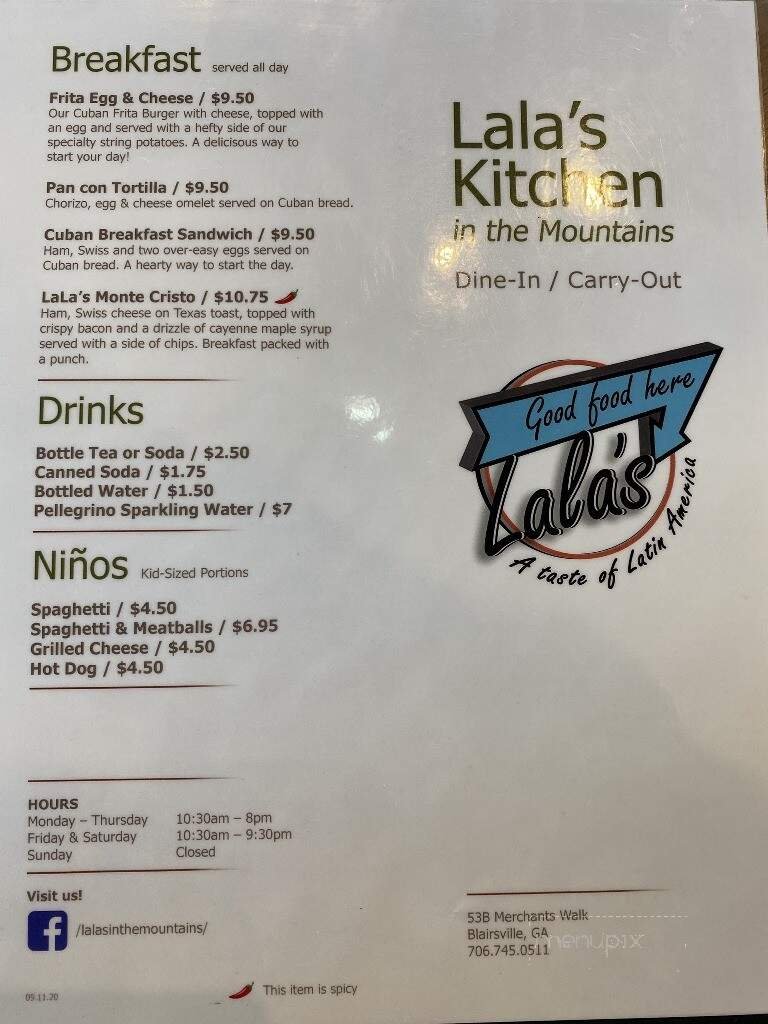 Breakfast served all day
Frita Egg & Cheese / $9.50
Our Cuban Frita Burger with cheese, topped with
an egg and served with a hefty side of our
specialty string potatoes. A delicisous way to
start your day!
Pan con Tortilla / $9.50
Chorizo, egg & cheese omelet served on Cuban bread.
Cuban Breakfast Sandwich / $9.50
Ham, Swiss and two over-easy eggs served on
Cuban bread. A hearty way to start the day.
LaLa's Monte Cristo / $10.75
Ham, Swiss cheese on Texas toast, topped with
crispy bacon and a drizzle of cayenne maple syrup
served with a side of chips. Breakfast packed with
a punch.
Drinks
Bottle Tea or Soda / $2.50
Canned Soda / $1.75
Bottled Water / $1.50
Pellegrino Sparkling Water / $7
Niños Kid-Sized Portions
Spaghetti / $4.50
Spaghetti & Meatballs / $6.95
Grilled Cheese / $4.50
Hot Dog / $4.50
HOURS
Monday – Thursday 10:30am – 8pm
Friday & Saturday 10:30am – 9:30pm
Sunday Closed
Visit us!
f /lalasinthemountains/
09.11.20
This item is spicy
Lala's
Kitchen
in the Mountains
Dine-In / Carry-Out
Good food here
Lala's
A taste of Latin America
53B Merchants Walk
Blairsville, GA
706.745.0511
menupix